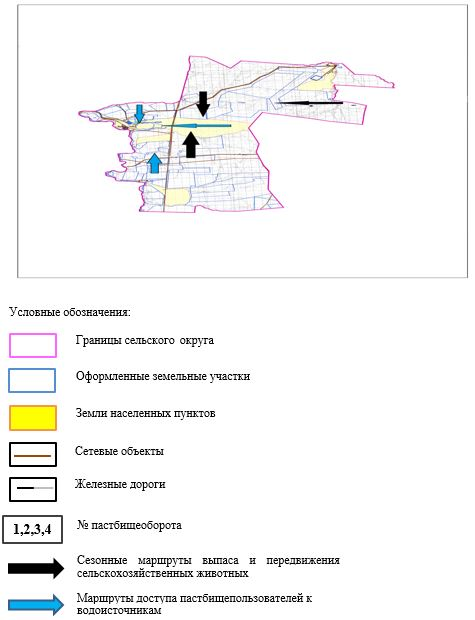 Условные обозначения:
Границы сельского округа
Оформленные земельные участки
Земли населенных пунктов
Сетевые объекты
Железные дороги
1,2,3,4 № пастбищеоборота
Сезонные маршруты выпаса и передвижения
сельскохозяйственных животных
Маршруты доступа пастбищепользователей к
водоисточникам